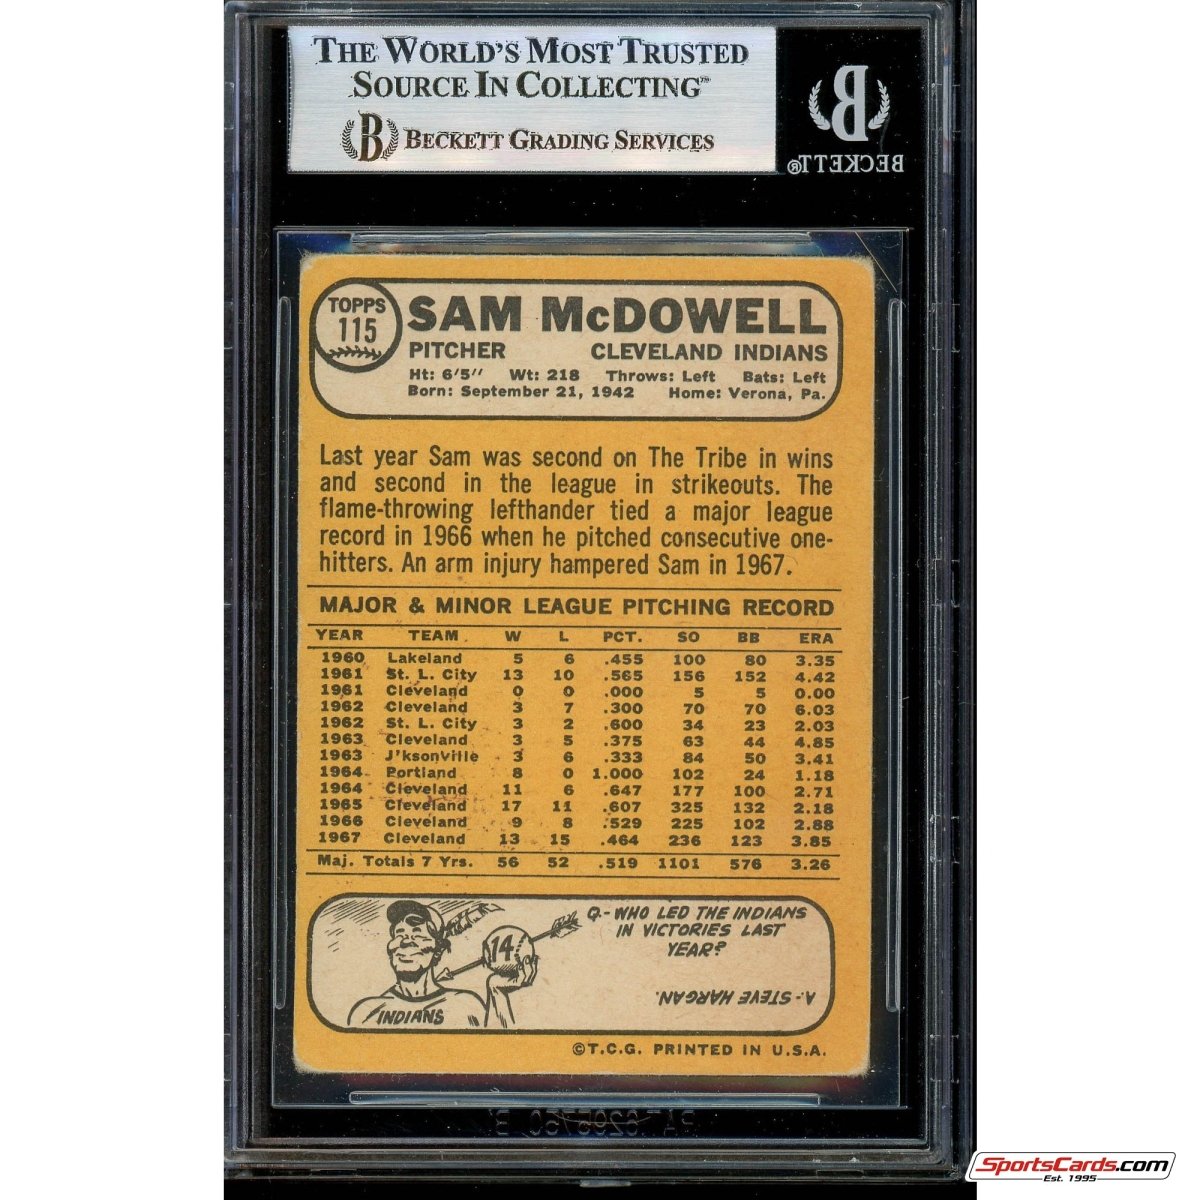 THE WORLD'S MOST TRUSTED
SOURCE IN COLLECTING™
B BECKETT GRADING SERVICES
B
BECKETT®
TOPPS
115
SAM McDOWELL
PITCHER CLEVELAND INDIANS
Ht: 6'5" Wt: 218 Throws: Left Bats: Left
Born: September 21, 1942 Home: Verona, Pa.
Last year Sam was second on The Tribe in wins
and second in the league in strikeouts. The
flame-throwing lefthander tied a major league
record in 1966 when he pitched consecutive one-
hitters. An arm injury hampered Sam in 1967.
MAJOR & MINOR LEAGUE PITCHING RECORD
YEAR TEAM W L PCT. SO BB ERA
1960 Lakeland 5 6 .455 100 80 3.35
1961 St. L. City 13 10 .565 156 152 4.42
1961 Cleveland 0 0 .000 5 5 0.00
1962 Cleveland 3 7 .300 70 70 6.03
1962 St. L. City 3 2 .600 34 23 2.03
1963 Cleveland 3 5 .375 63 44 4.85
1963 J'ksonville 3 6 .333 84 50 3.41
1964 Portland 8 0 1.000 102 24 1.18
1964 Cleveland 11 6 .647 177 100 2.71
1965 Cleveland 17 11 .607 325 132 2.18
1966 Cleveland 9 8 .529 225 102 2.88
1967 Cleveland 13 15 .464 236 123 3.85
Maj. Totals 7 Yrs. 56 52 .519 1101 576 3.26
Q.-WHO LED THE INDIANS
IN VICTORIES LAST
YEAR?
14
A.-STEVE HARGAN.
INDIANS
©T.C.G. PRINTED IN U.S.A.
SportsCards.com
Est. 1995